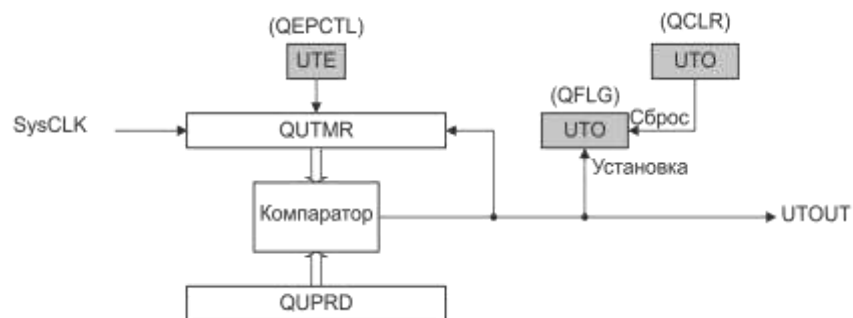 (QEPCTL)
UTE
(QCLR)
UTO
(QFLG)
UTO
Сброс
SysCLK
QUTMR
Установка
Компаратор
UTOUT
QUPRD